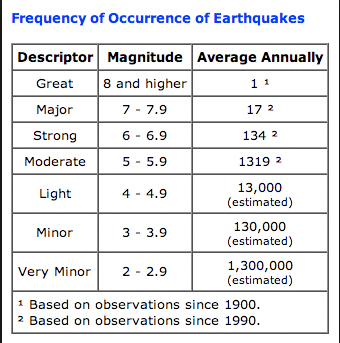 Frequency of Occurrence of Earthquakes
Descriptor Magnitude Average Annually
Great 8 and higher 1 ¹
Major 7 - 7.9 17 ²
Strong 6 - 6.9 134 ²
Moderate 5 - 5.9 1319 ²
Light 4 - 4.9 13,000
(estimated)
Minor 3 - 3.9 130,000
(estimated)
Very Minor 2 - 2.9 1,300,000
(estimated)
¹ Based on observations since 1900.
² Based on observations since 1990.